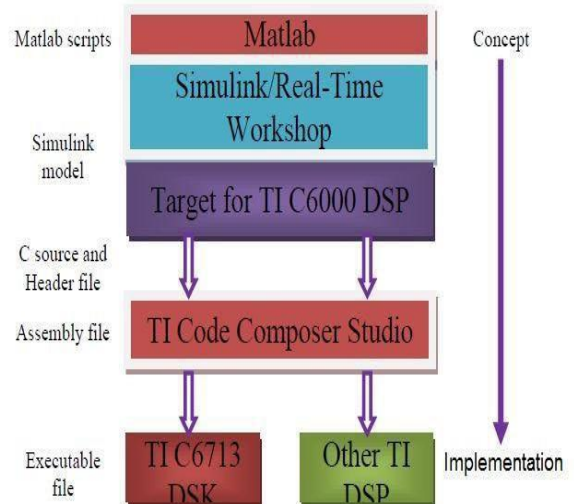 Matlab scripts
Matlab
Concept
Simulink/Real-Time
Workshop
Simulink
model
Target for TI C6000 DSP
C source and
Header file
Assembly file
TI Code Composer Studio
Executable
file
TI C6713
DSK
Other TI
DSP
Implementation